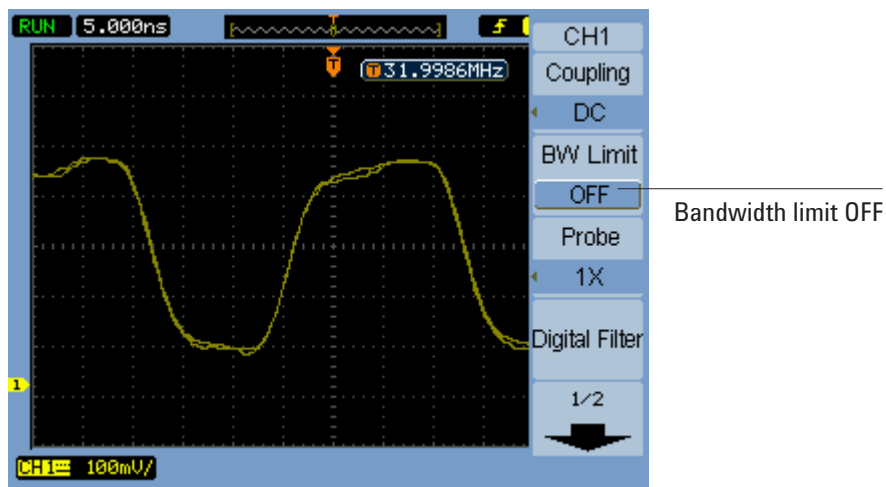 RUN 5.000ns
T
T
T 31.9986MHz
CH1
Coupling
DC
BW Limit
OFF
Bandwidth limit OFF
Probe
1X
Digital Filter
1
1/2
CH1 100mV/